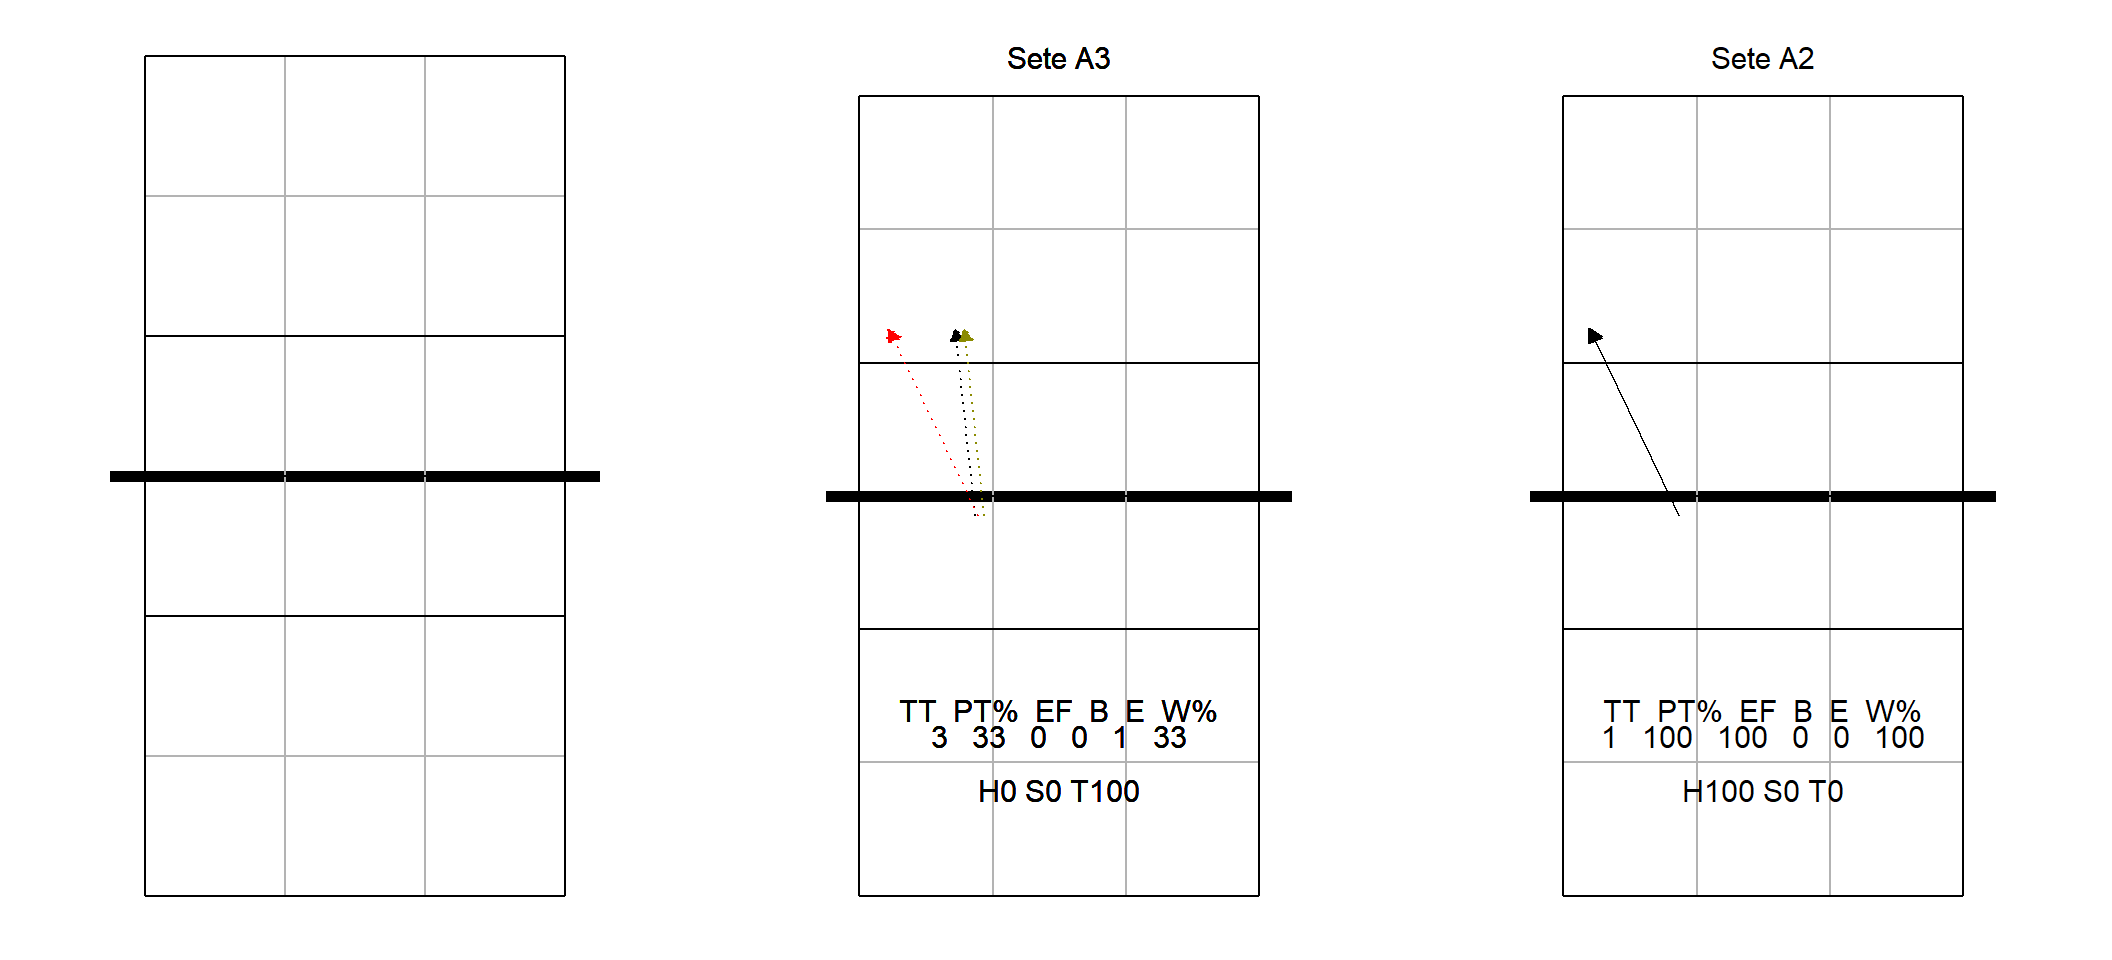 Sete A3
TT PT% EF B E W%
3 33 0 0 1 33
H0 S0 T100
Sete A2
TT PT% EF B E W%
1 100 100 0 0 100
H100 S0 T0